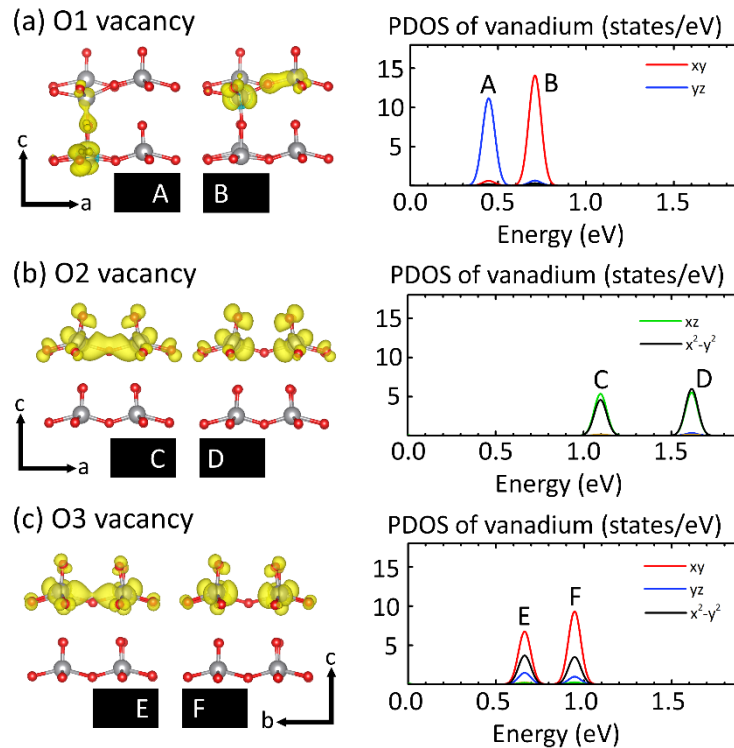 (a) O1 vacancy
c
a
A
B
PDOS of vanadium (states/eV)
15
10
5
A
B
xy
yz
0.0 0.5 1.0 1.5
Energy (eV)
(b) O2 vacancy
c
a
C
D
PDOS of vanadium (states/eV)
15
10
5
xz
x²-y²
C
D
0.0 0.5 1.0 1.5
Energy (eV)
(c) O3 vacancy
E
F
c
b
PDOS of vanadium (states/eV)
15
10
5
xy
yz
x²-y²
E
F
0.0 0.5 1.0 1.5
Energy (eV)